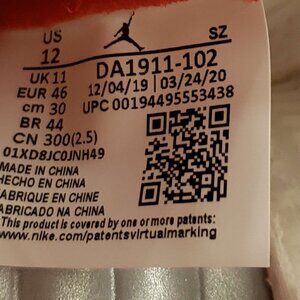 US
12
SZ
UK 11
EUR 46
cm 30
BR 44
CN 300(2.5)
01XD8JC0JNH49
DA1911-102
12/04/19 03/24/20
UPC 00194495553438
MADE IN CHINA
HECHO EN CHINA
FABRIQUE EN CHINE
FABRICADO NA CHINA
This product is covered by one or more patents:
www.nike.com/patentsvirtualmarking